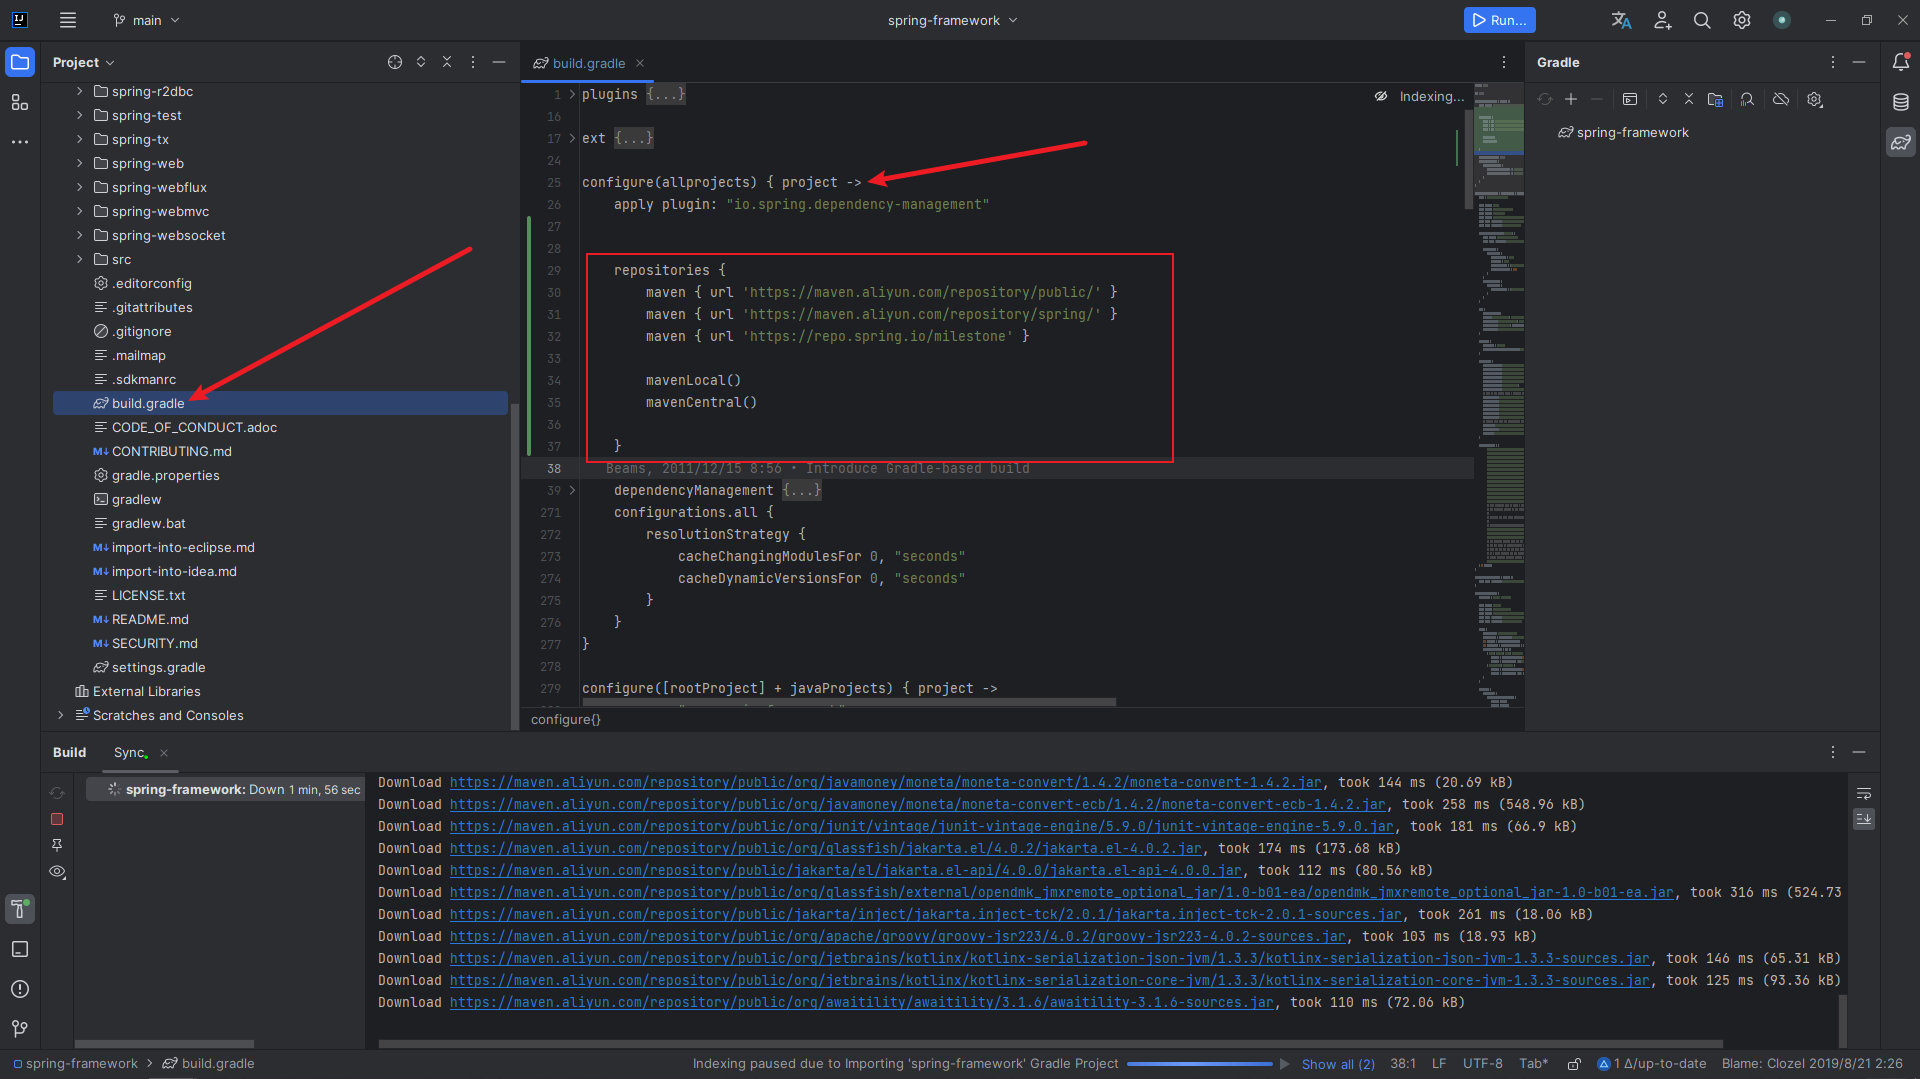 main
spring-framework
Run...
Project
spring-r2dbc
spring-test
spring-tx
spring-web
spring-webflux
spring-webmvc
spring-websocket
src
.editorconfig
.gitattributes
.gitignore
.mailmap
.sdkmanrc
build.gradle
CODE_OF_CONDUCT.adoc
CONTRIBUTING.md
gradle.properties
gradlew
gradlew.bat
import-into-eclipse.md
import-into-idea.md
LICENSE.txt
README.md
SECURITY.md
settings.gradle
External Libraries
Scratches and Consoles
build.gradle
Indexing...
1 plugins {...}
16
17 ext {...}
24
25 configure(allprojects) { project ->
26 apply plugin: "io.spring.dependency-management"
27
28
29 repositories {
30 maven { url 'https://maven.aliyun.com/repository/public/' }
31 maven { url 'https://maven.aliyun.com/repository/spring/' }
32 maven { url 'https://repo.spring.io/milestone' }
33
34 mavenLocal()
35 mavenCentral()
36
37 }
38 Beams, 2011/12/15 8:56 • Introduce Gradle-based build
39 dependencyManagement {...}
271 configurations.all {
272 resolutionStrategy {
273 cacheChangingModulesFor 0, "seconds"
274 cacheDynamicVersionsFor 0, "seconds"
275 }
276 }
277 }
278
279 configure([rootProject] + javaProjects) { project ->
configure{}
Gradle
spring-framework
Build
Sync
spring-framework: Down 1 min, 56 sec
Download https://maven.aliyun.com/repository/public/org/javamoney/moneta/moneta-convert/1.4.2/moneta-convert-1.4.2.jar, took 144 ms (20.69 kB)
Download https://maven.aliyun.com/repository/public/org/javamoney/moneta/moneta-convert-ecb/1.4.2/moneta-convert-ecb-1.4.2.jar, took 258 ms (548.96 kB)
Download https://maven.aliyun.com/repository/public/org/junit/vintage/junit-vintage-engine/5.9.0/junit-vintage-engine-5.9.0.jar, took 181 ms (66.9 kB)
Download https://maven.aliyun.com/repository/public/org/glassfish/jakarta.el/4.0.2/jakarta.el-4.0.2.jar, took 174 ms (173.68 kB)
Download https://maven.aliyun.com/repository/public/jakarta/el/jakarta.el-api/4.0.0/jakarta.el-api-4.0.0.jar, took 112 ms (80.56 kB)
Download https://maven.aliyun.com/repository/public/org/glassfish/external/opendmk_jmxremote_optional_jar/1.0-b01-ea/opendmk_jmxremote_optional_jar-1.0-b01-ea.jar, took 316 ms (524.73
Download https://maven.aliyun.com/repository/public/jakarta/inject/jakarta.inject-tck/2.0.1/jakarta.inject-tck-2.0.1-sources.jar, took 261 ms (18.06 kB)
Download https://maven.aliyun.com/repository/public/org/apache/groovy/groovy-jsr223/4.0.2/groovy-jsr223-4.0.2-sources.jar, took 103 ms (18.93 kB)
Download https://maven.aliyun.com/repository/public/org/jetbrains/kotlinx/kotlinx-serialization-json-jvm/1.3.3/kotlinx-serialization-json-jvm-1.3.3-sources.jar, took 146 ms (65.31 kB)
Download https://maven.aliyun.com/repository/public/org/jetbrains/kotlinx/kotlinx-serialization-core-jvm/1.3.3/kotlinx-serialization-core-jvm-1.3.3-sources.jar, took 125 ms (93.36 kB)
Download https://maven.aliyun.com/repository/public/org/awaitility/awaitility/3.1.6/awaitility-3.1.6-sources.jar, took 110 ms (72.06 kB)
spring-framework > build.gradle
Indexing paused due to Importing 'spring-framework' Gradle Project
Show all (2)
38:1
LF
UTF-8
Tab*
1 Δ/up-to-date
Blame: Clozel 2019/8/21 2:26